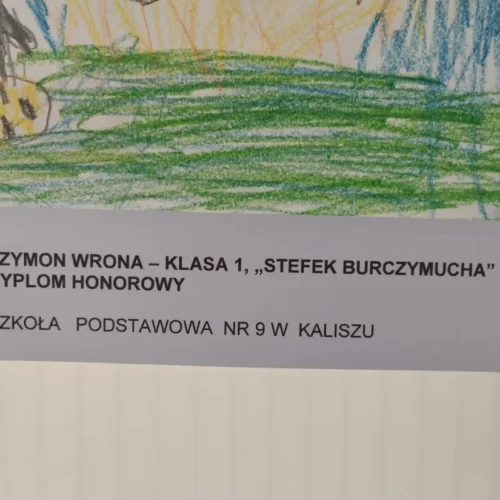 ZYMON WRONA – KLASA 1, „STEFEK BURCZYMUCHA”
YPLOM HONOROWY
ZKOŁA PODSTAWOWA NR 9 W KALISZU